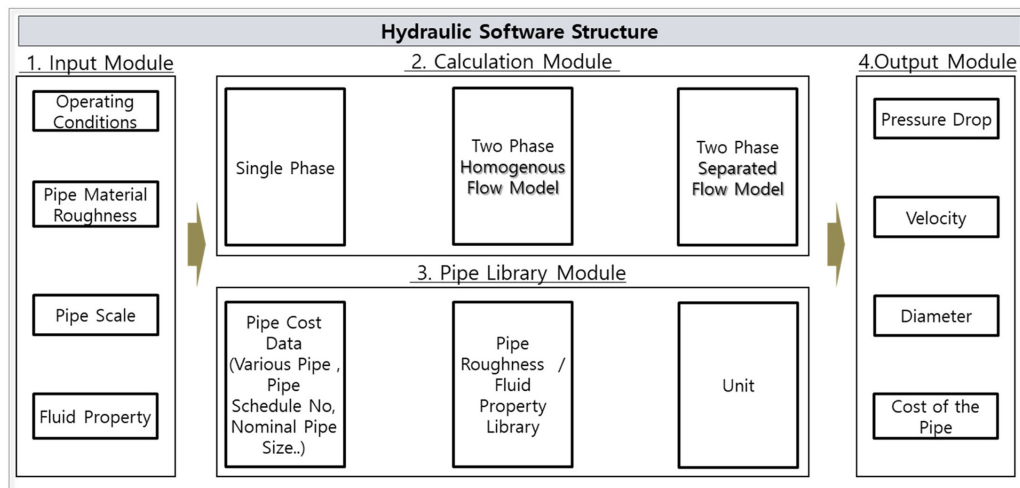 Hydraulic Software Structure
1. Input Module
Operating
Conditions
Pipe Material
Roughness
Pipe Scale
Fluid Property
2. Calculation Module
Single Phase
Two Phase
Homogenous
Flow Model
Two Phase
Separated
Flow Model
3. Pipe Library Module
Pipe Cost
Data
(Various Pipe ,
Pipe
Schedule No,
Nominal Pipe
Size..)
Pipe
Roughness /
Fluid
Property
Library
Unit
4.Output Module
Pressure Drop
Velocity
Diameter
Cost of the
Pipe